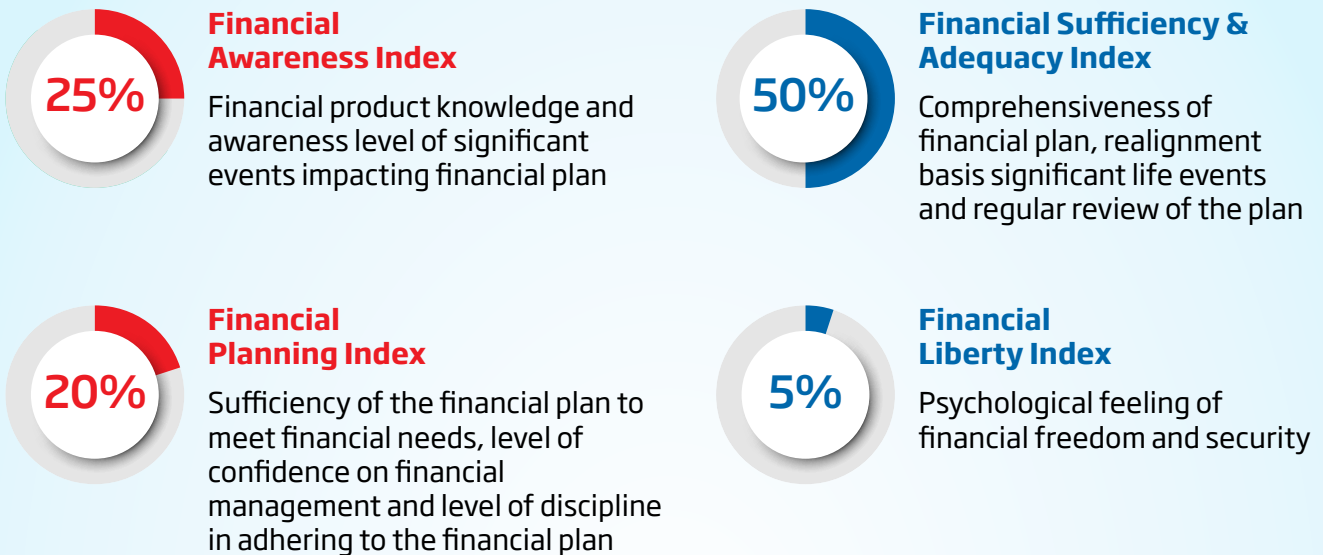 25%
Financial
Awareness Index
Financial product knowledge and
awareness level of significant
events impacting financial plan
50%
Financial Sufficiency &
Adequacy Index
Comprehensiveness of
financial plan, realignment
basis significant life events
and regular review of the plan
20%
Financial
Planning Index
Sufficiency of the financial plan to
meet financial needs, level of
confidence on financial
management and level of discipline
in adhering to the financial plan
5%
Financial
Liberty Index
Psychological feeling of
financial freedom and security